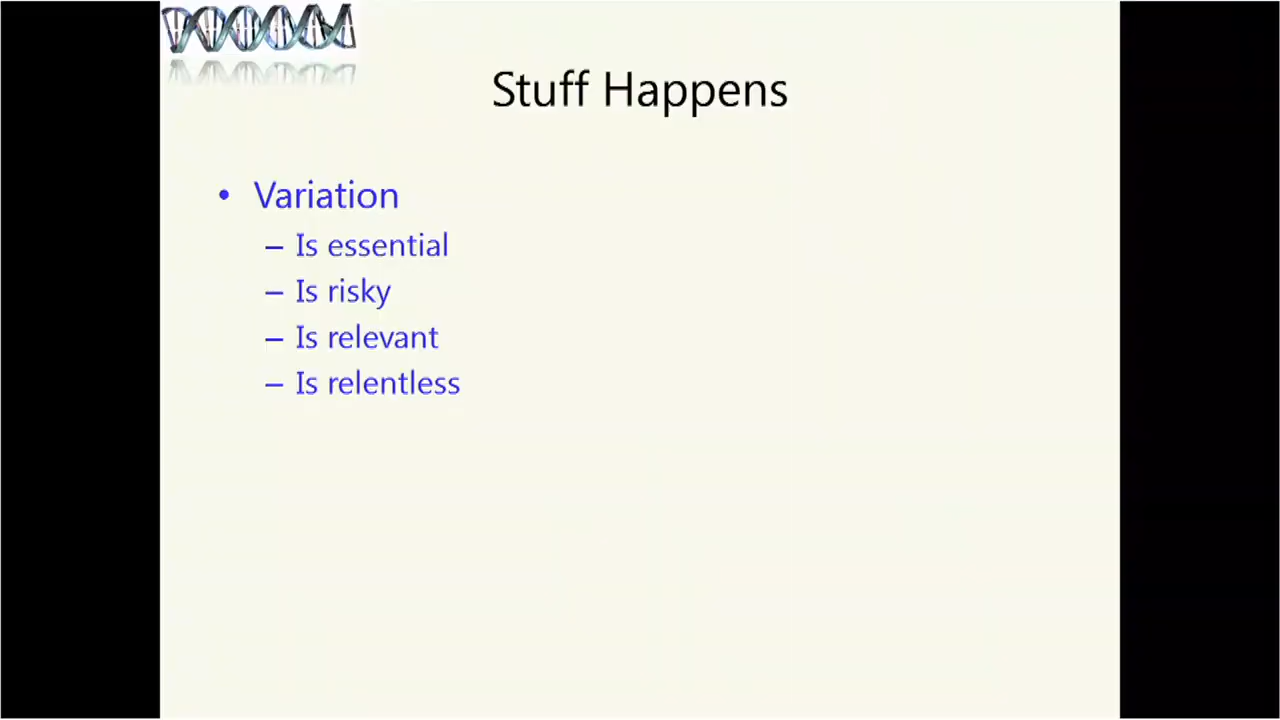 Stuff Happens
• Variation
– Is essential
– Is risky
– Is relevant
– Is relentless